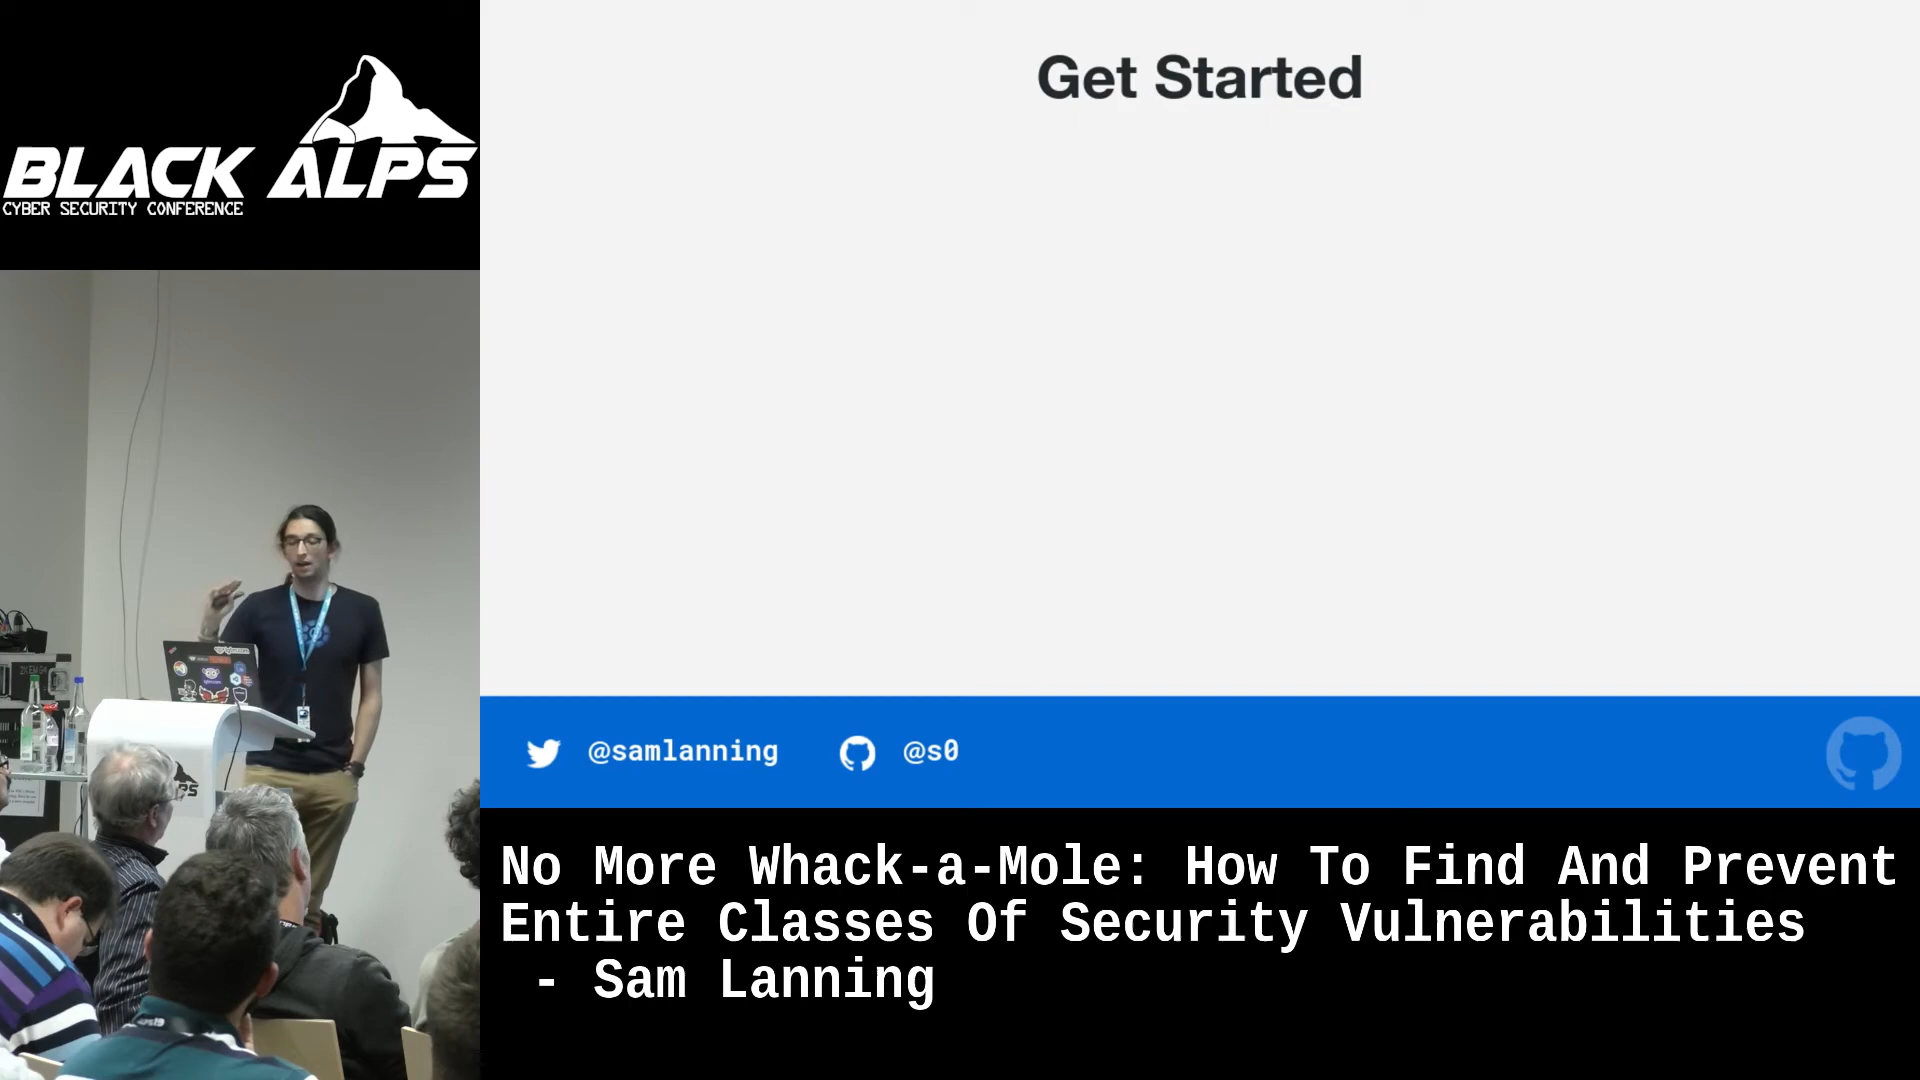 BLACK ALPS
CYBER SECURITY CONFERENCE
Get Started
@samlanning
@s0
No More Whack-a-Mole: How To Find And Prevent
Entire Classes Of Security Vulnerabilities
- Sam Lanning